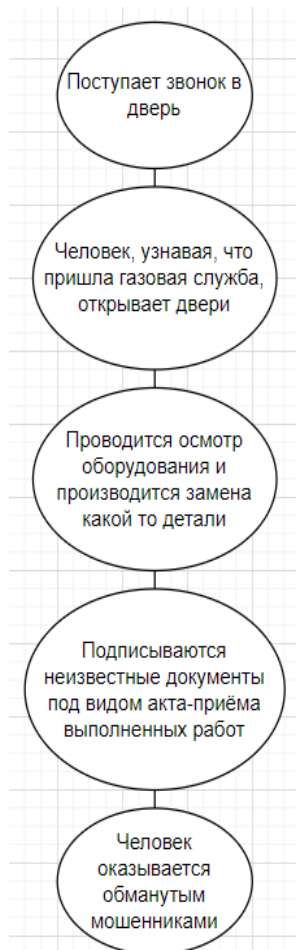 Поступает звонок в
дверь
Человек, узнавая, что
пришла газовая служба,
открывает двери
Проводится осмотр
оборудования и
производится замена
какой то детали
Подписываются
неизвестные документы
под видом акта-приёма
выполненных работ
Человек
оказывается
обманутым
мошенниками